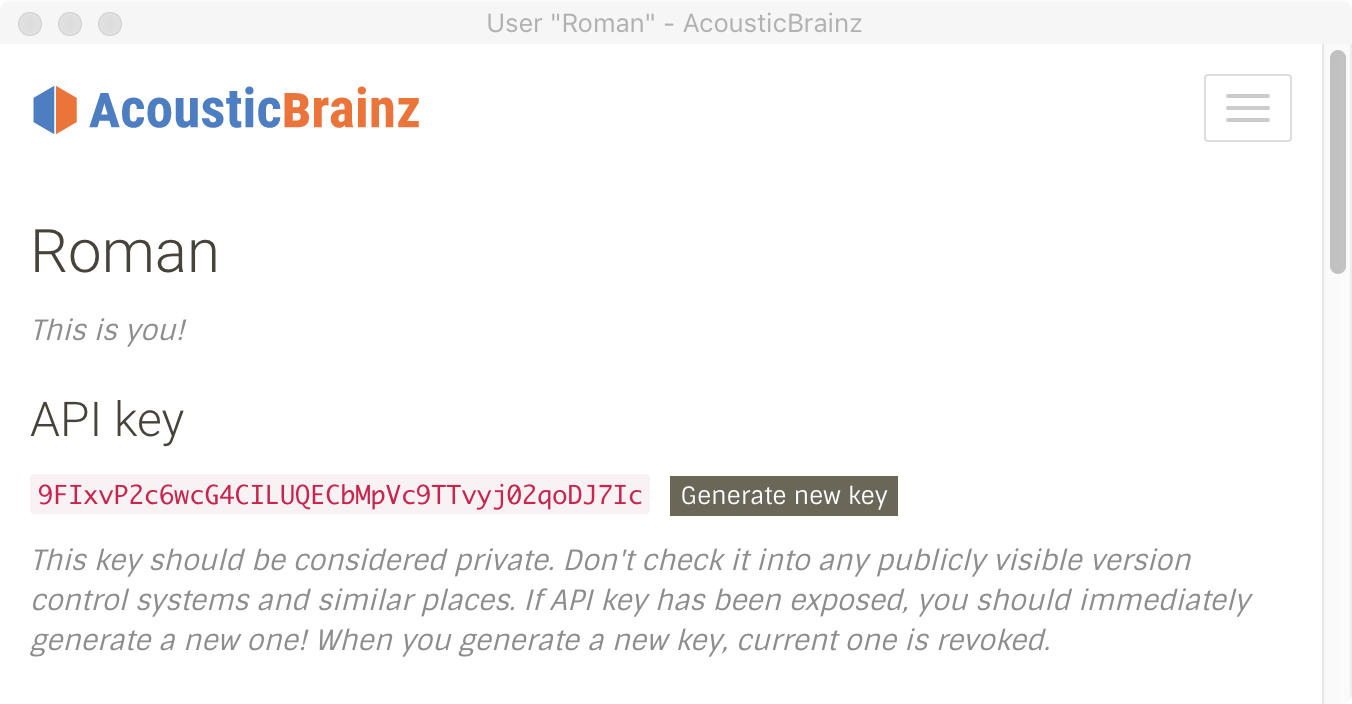 User "Roman" - AcousticBrainz
AcousticBrainz
Roman
This is you!
API key
9FIxvP2c6wcG4CILUQECbMpVc9TTvyj02qoDJ7Ic Generate new key
This key should be considered private. Don't check it into any publicly visible version
control systems and similar places. If API key has been exposed, you should immediately
generate a new one! When you generate a new key, current one is revoked.